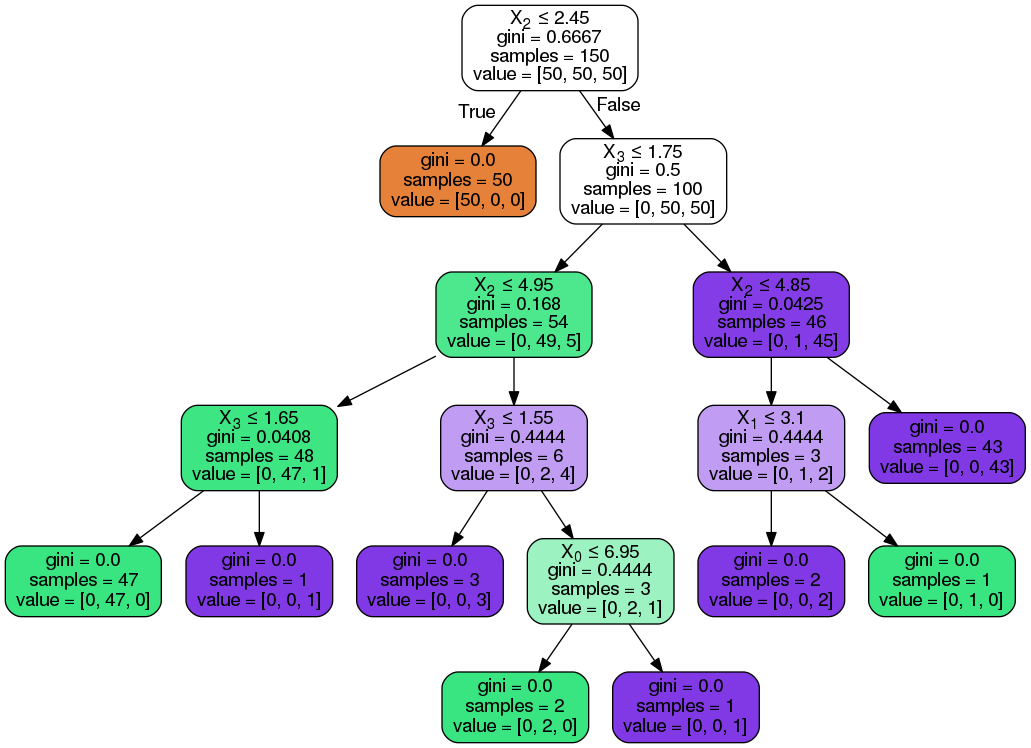 X₂ ≤ 2.45
gini = 0.6667
samples = 150
value = [50, 50, 50]
True
False
gini = 0.0
samples = 50
value = [50, 0, 0]
X₃ ≤ 1.75
gini = 0.5
samples = 100
value = [0, 50, 50]
X₂ ≤ 4.95
gini = 0.168
samples = 54
value = [0, 49, 5]
X₂ ≤ 4.85
gini = 0.0425
samples = 46
value = [0, 1, 45]
X₃ ≤ 1.65
gini = 0.0408
samples = 48
value = [0, 47, 1]
X₃ ≤ 1.55
gini = 0.4444
samples = 6
value = [0, 2, 4]
X₁ ≤ 3.1
gini = 0.4444
samples = 3
value = [0, 1, 2]
gini = 0.0
samples = 43
value = [0, 0, 43]
gini = 0.0
samples = 47
value = [0, 47, 0]
gini = 0.0
samples = 1
value = [0, 0, 1]
gini = 0.0
samples = 3
value = [0, 0, 3]
X₀ ≤ 6.95
gini = 0.4444
samples = 3
value = [0, 2, 1]
gini = 0.0
samples = 2
value = [0, 0, 2]
gini = 0.0
samples = 1
value = [0, 1, 0]
gini = 0.0
samples = 2
value = [0, 2, 0]
gini = 0.0
samples = 1
value = [0, 0, 1]